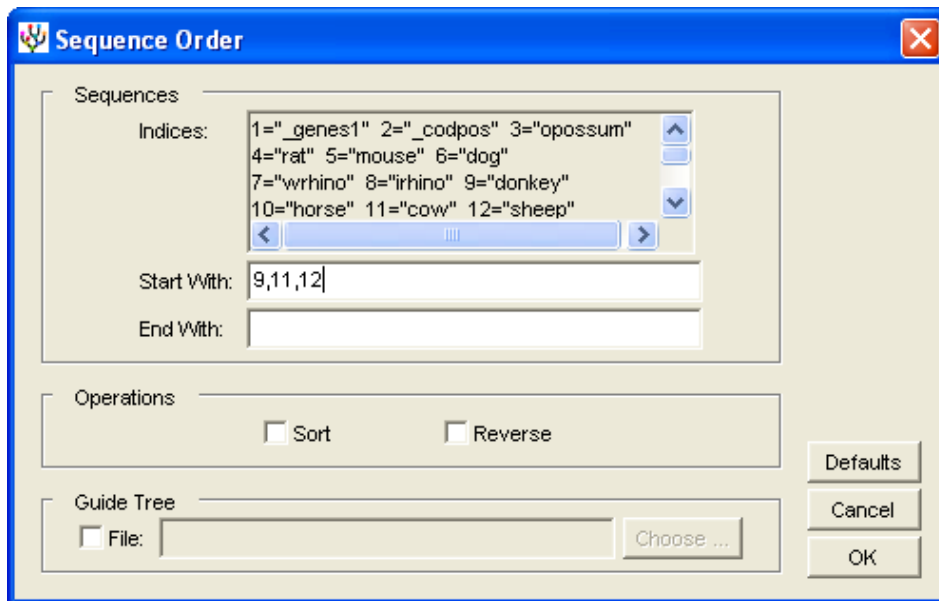 Sequence Order
Sequences
Indices:
1="_genes1" 2="_codpos" 3="opossum"
4="rat" 5="mouse" 6="dog"
7="wrhino" 8="irhino" 9="donkey"
10="horse" 11="cow" 12="sheep"
Start With: 9,11,12
End With:
Operations
Sort Reverse
Defaults
Guide Tree
File: Choose ...
Cancel
OK